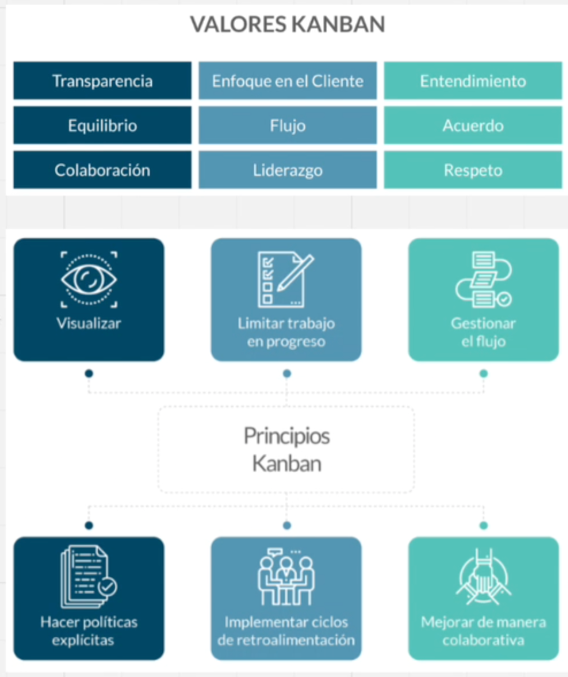 VALORES KANBAN
Transparencia
Enfoque en el Cliente
Entendimiento
Equilibrio
Flujo
Acuerdo
Colaboración
Liderazgo
Respeto
Visualizar
Limitar trabajo
en progreso
Gestionar
el flujo
Principios
Kanban
Hacer políticas
explícitas
Implementar ciclos
de retroalimentación
Mejorar de manera
colaborativa